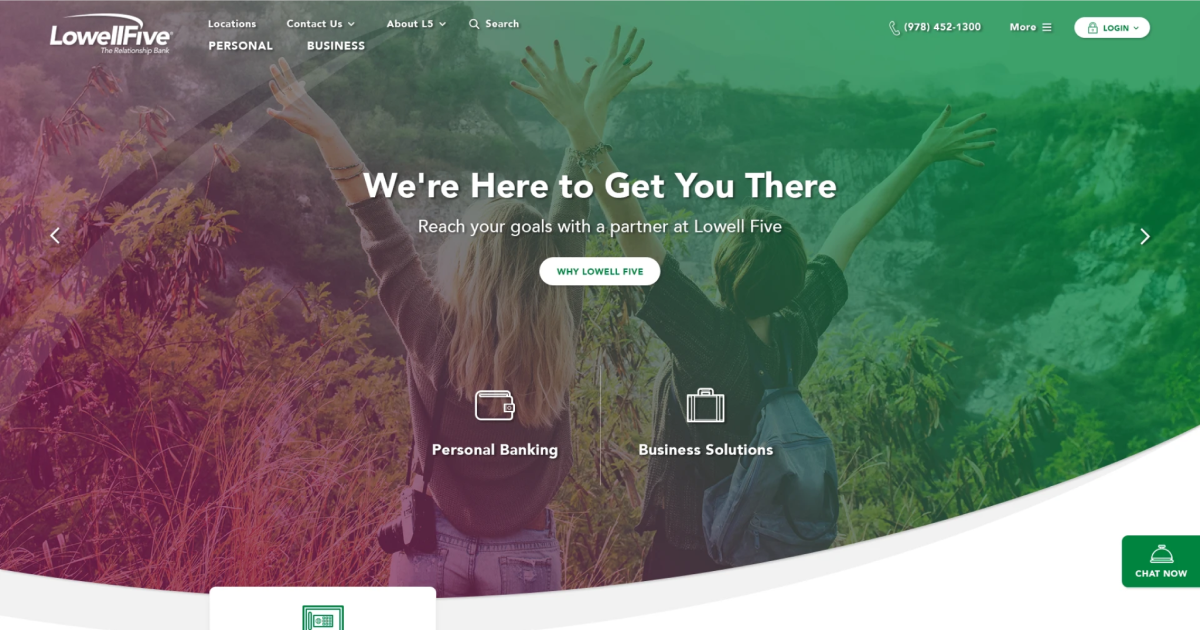 Locations
Contact Us
About L5
Search
(978) 452-1300
More
LOGIN
LowellFive
The Relationship Bank
PERSONAL
BUSINESS
We're Here to Get You There
Reach your goals with a partner at Lowell Five
WHY LOWELL FIVE
Personal Banking
Business Solutions
CHAT NOW